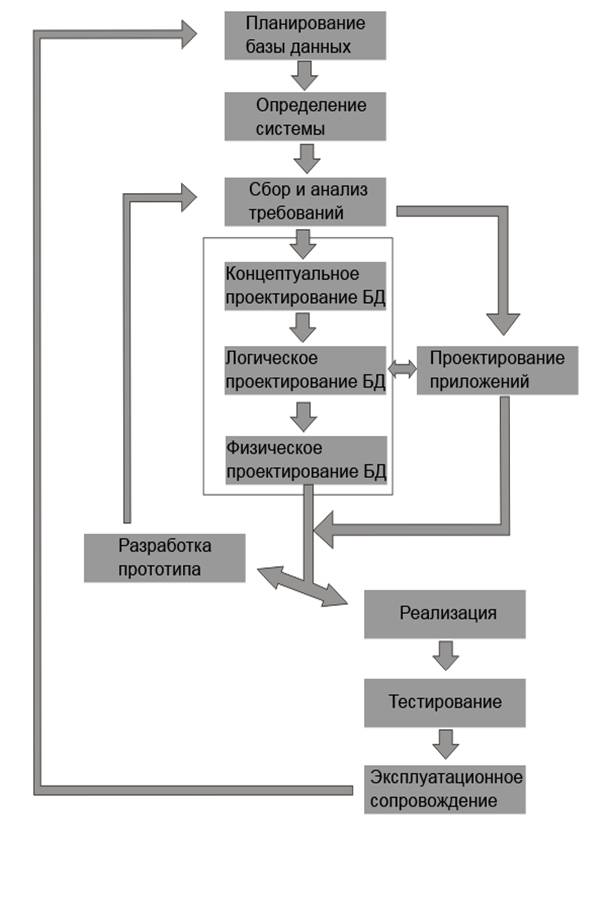 Планирование
базы данных
Определение
системы
Сбор и анализ
требований
Концептуальное
проектирование БД
Логическое
проектирование БД
Проектирование
приложений
Физическое
проектирование БД
Разработка
прототипа
Реализация
Тестирование
Эксплуатационное
сопровождение